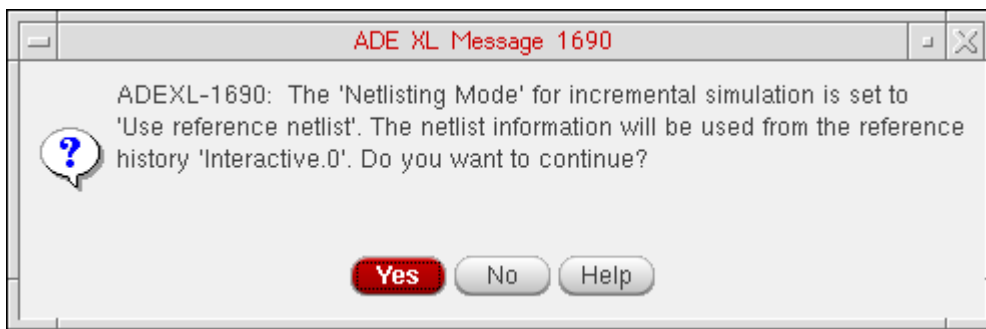 ADE XL Message 1690
ADEXL-1690:  The 'Netlisting Mode' for incremental simulation is set to
'Use reference netlist'. The netlist information will be used from the reference
history 'Interactive.0'. Do you want to continue?
?
Yes No Help